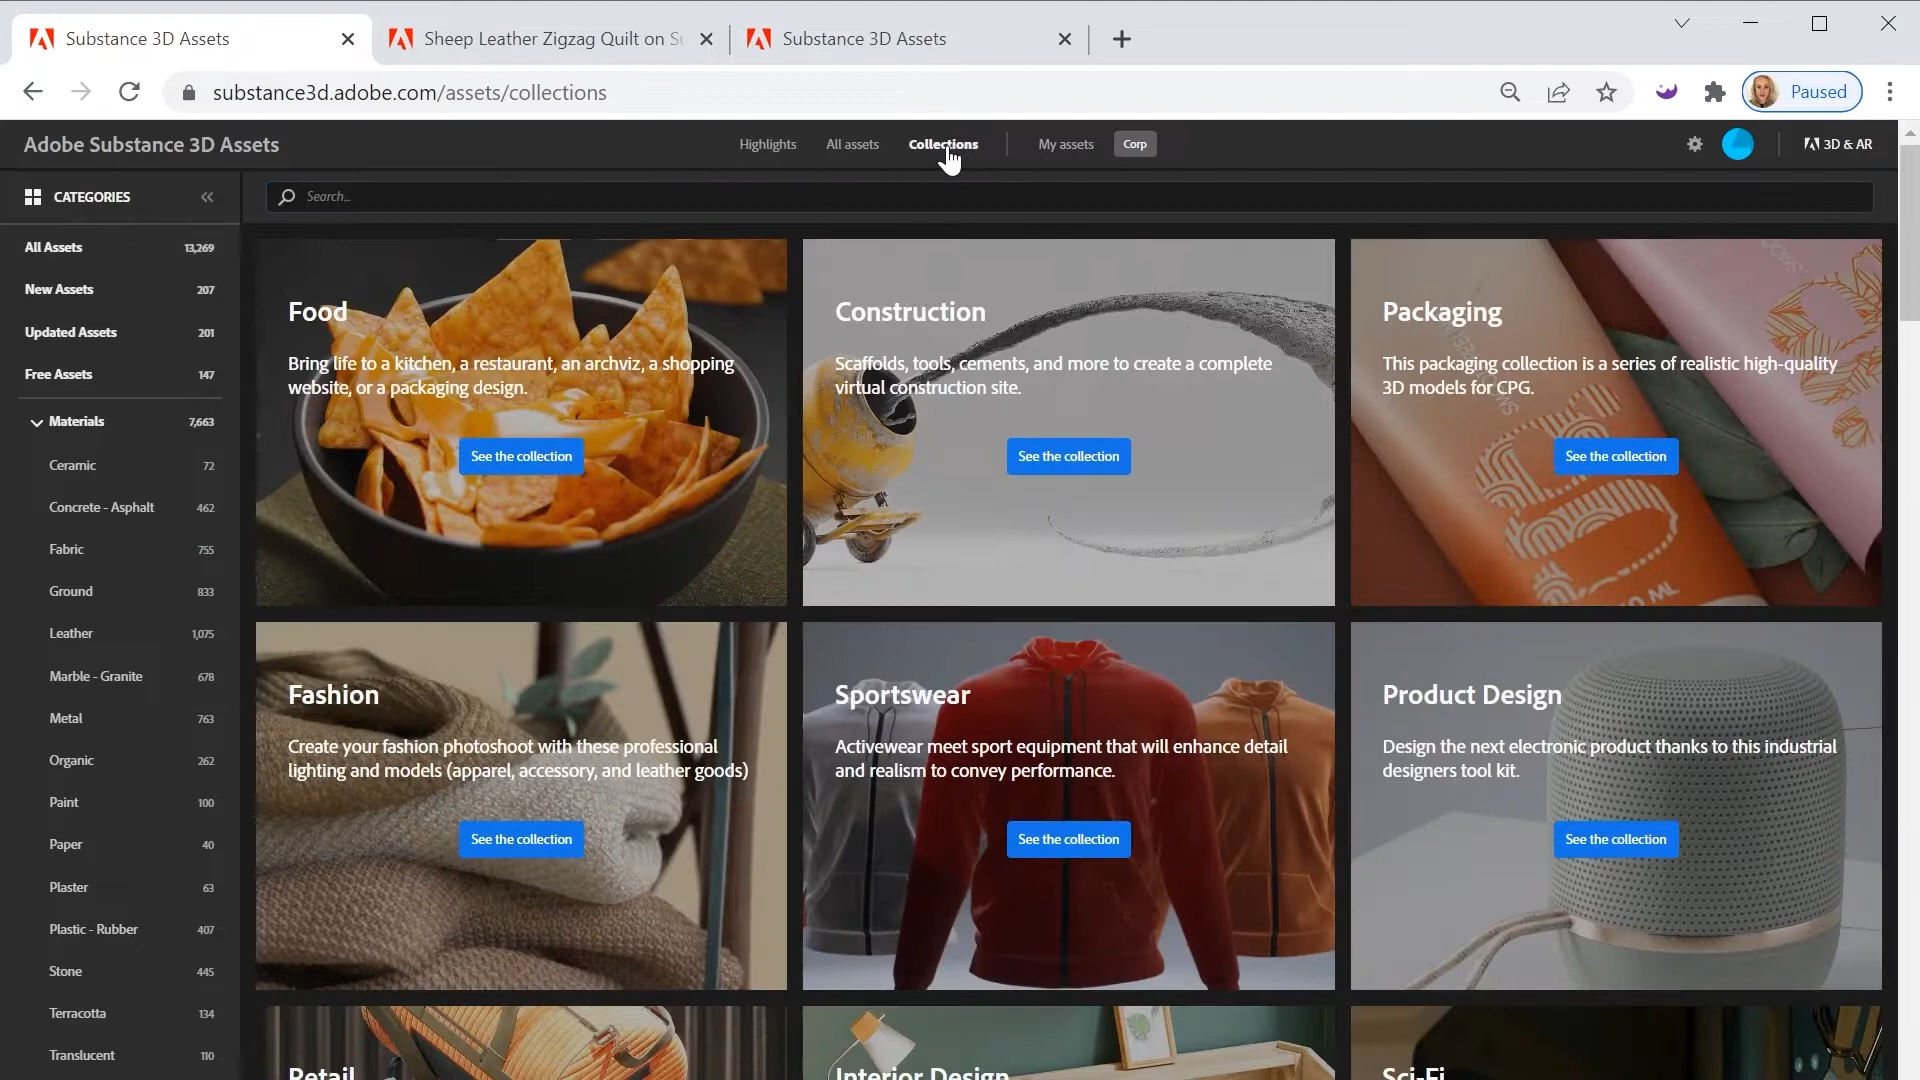 Substance 3D Assets
Sheep Leather Zigzag Quilt on Su
Substance 3D Assets
substance3d.adobe.com/assets/collections
Paused
Adobe Substance 3D Assets
Highlights
All assets
Collections
My assets
Corp
3D & AR
CATEGORIES
Search...
All Assets 13,269
New Assets 207
Updated Assets 201
Free Assets 147
Materials 7,663
Ceramic 72
Concrete - Asphalt 462
Fabric 755
Ground 833
Leather 1,075
Marble - Granite 678
Metal 763
Organic 262
Paint 100
Paper 40
Plaster 63
Plastic - Rubber 407
Stone 445
Terracotta 134
Translucent 110
Food
Bring life to a kitchen, a restaurant, an archviz, a shopping
website, or a packaging design.
See the collection
Construction
Scaffolds, tools, cements, and more to create a complete
virtual construction site.
See the collection
Packaging
This packaging collection is a series of realistic high-quality
3D models for CPG.
See the collection
Fashion
Create your fashion photoshoot with these professional
lighting and models (apparel, accessory, and leather goods)
See the collection
Sportswear
Activewear meet sport equipment that will enhance detail
and realism to convey performance.
See the collection
Product Design
Design the next electronic product thanks to this industrial
designers tool kit.
See the collection
Retail
Interior Design
Sci-Fi